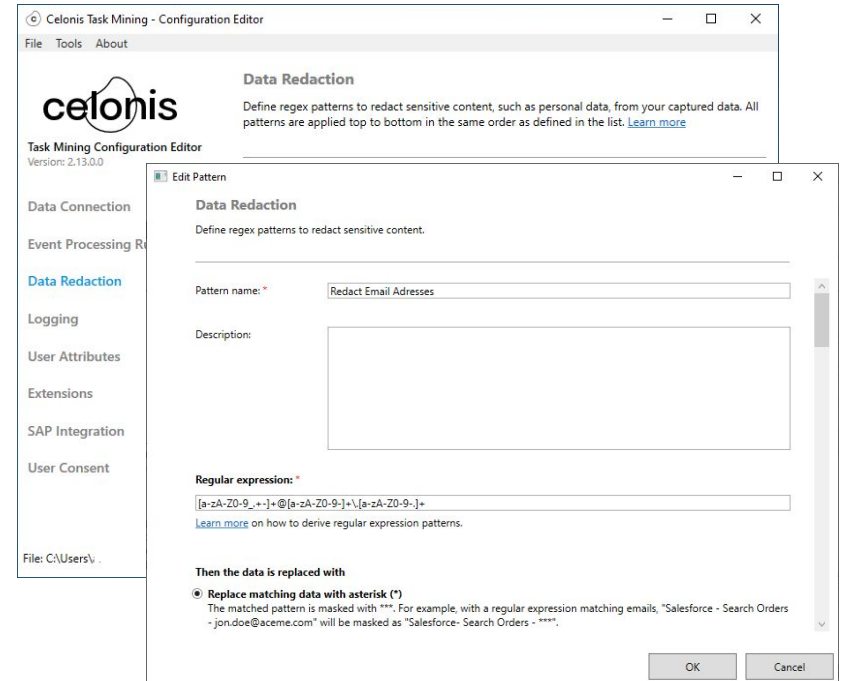 Celonis Task Mining - Configuration Editor
File Tools About
celonis
Task Mining Configuration Editor
Version: 2.13.0.0
Data Redaction
Define regex patterns to redact sensitive content, such as personal data, from your captured data. All
patterns are applied top to bottom in the same order as defined in the list. Learn more
Data Connection
Event Processing Ru
Data Redaction
Logging
User Attributes
Extensions
SAP Integration
User Consent
File: C:\Users\
Edit Pattern
Data Redaction
Define regex patterns to redact sensitive content.
Pattern name: *
Redact Email Adresses
Description:
Regular expression: *
[a-zA-Z0-9_.+-]+@[a-zA-Z0-9-]+\.[a-zA-Z0-9-.]+
Learn more on how to derive regular expression patterns.
Then the data is replaced with
Replace matching data with asterisk (*)
The matched pattern is masked with ***. For example, with a regular expression matching emails, "Salesforce - Search Orders
- jon.doe@aceme.com" will be masked as "Salesforce- Search Orders - ***".
OK
Cancel